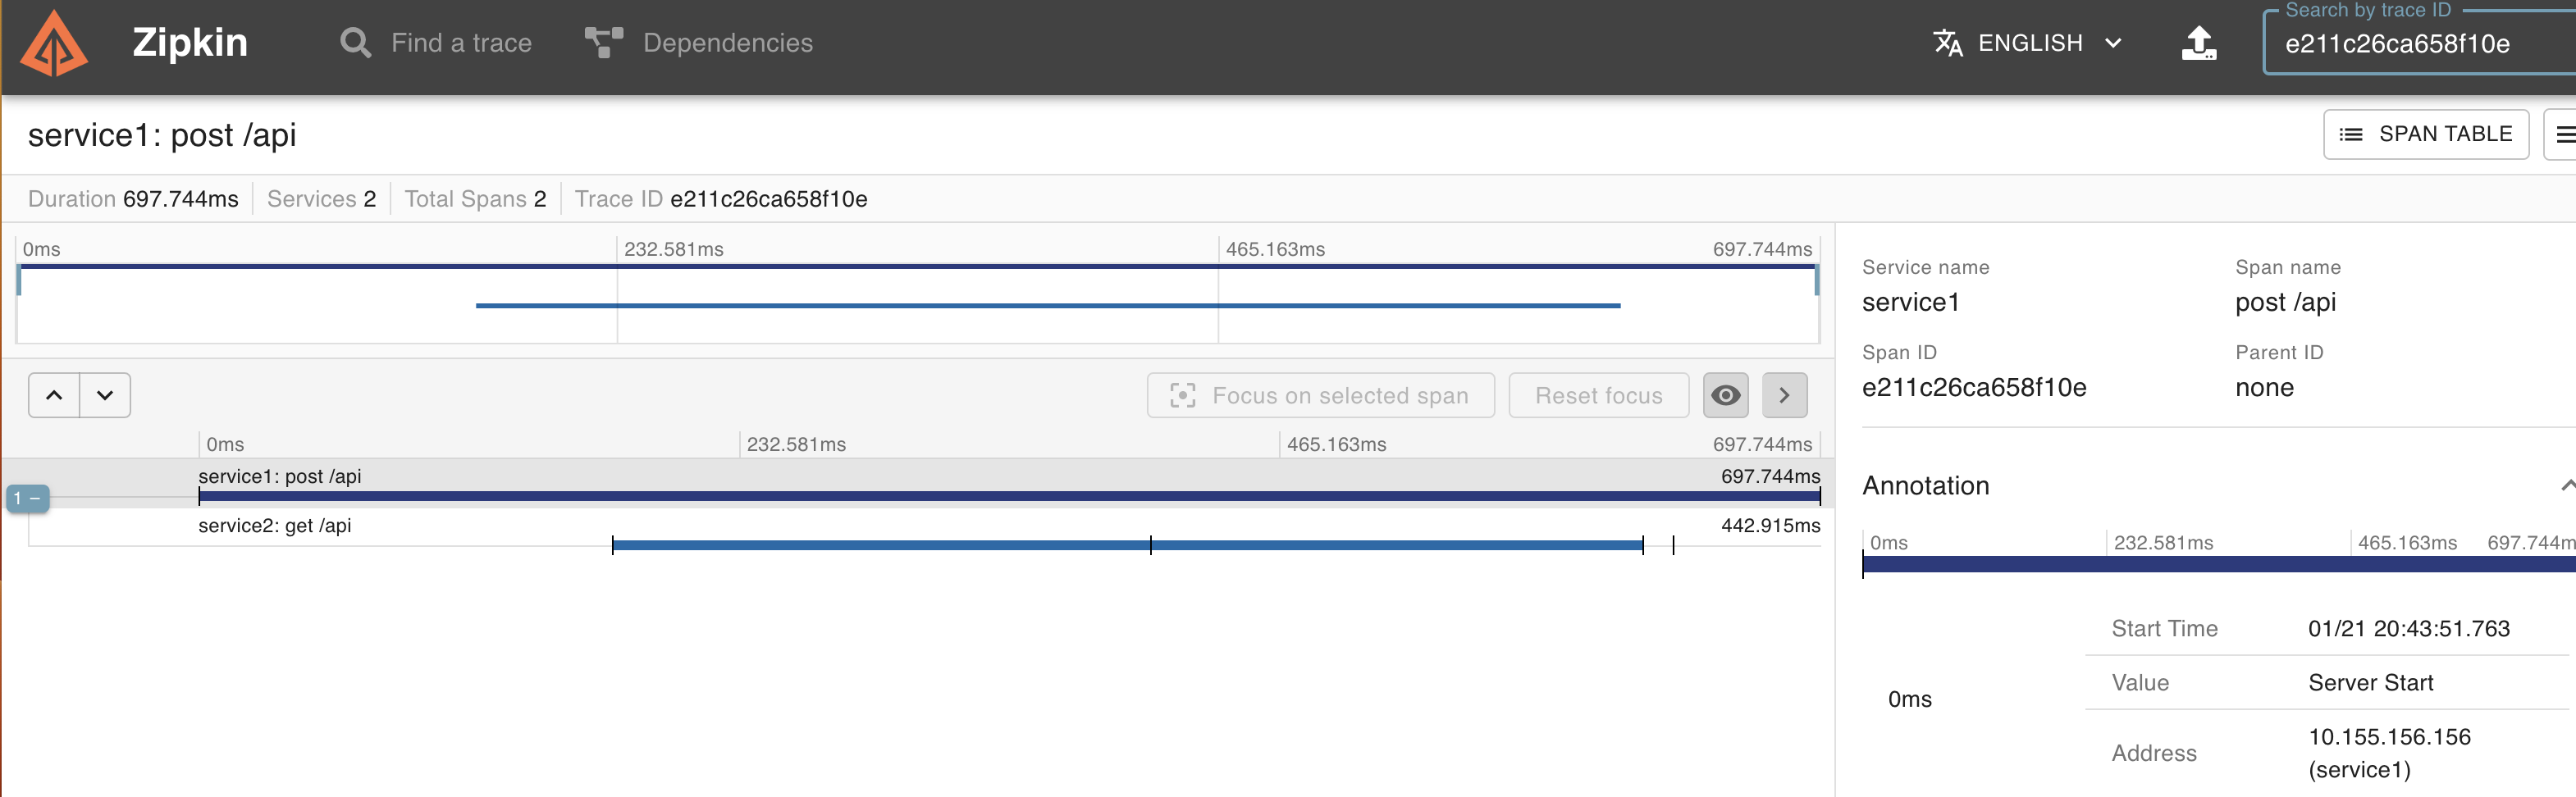 Zipkin
Find a trace
Dependencies
ENGLISH
Search by trace ID
e211c26ca658f10e
service1: post /api
SPAN TABLE
Duration 697.744ms
Services 2
Total Spans 2
Trace ID e211c26ca658f10e
0ms 232.581ms 465.163ms 697.744ms
Focus on selected span
Reset focus
0ms 232.581ms 465.163ms 697.744ms
service1: post /api 697.744ms
1 –
service2: get /api 442.915ms
Service name
service1
Span name
post /api
Span ID
e211c26ca658f10e
Parent ID
none
Annotation
0ms 232.581ms 465.163ms 697.744m
0ms
Start Time 01/21 20:43:51.763
Value Server Start
Address 10.155.156.156
(service1)